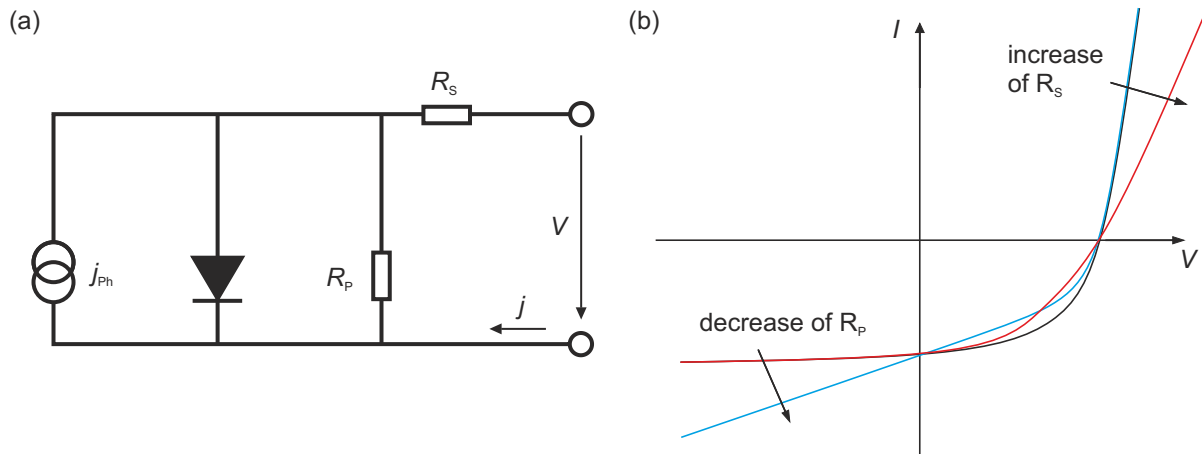 (a)
R_S
j_Ph
R_P
V
j
(b)
I
increase
of R_S
V
decrease of R_P